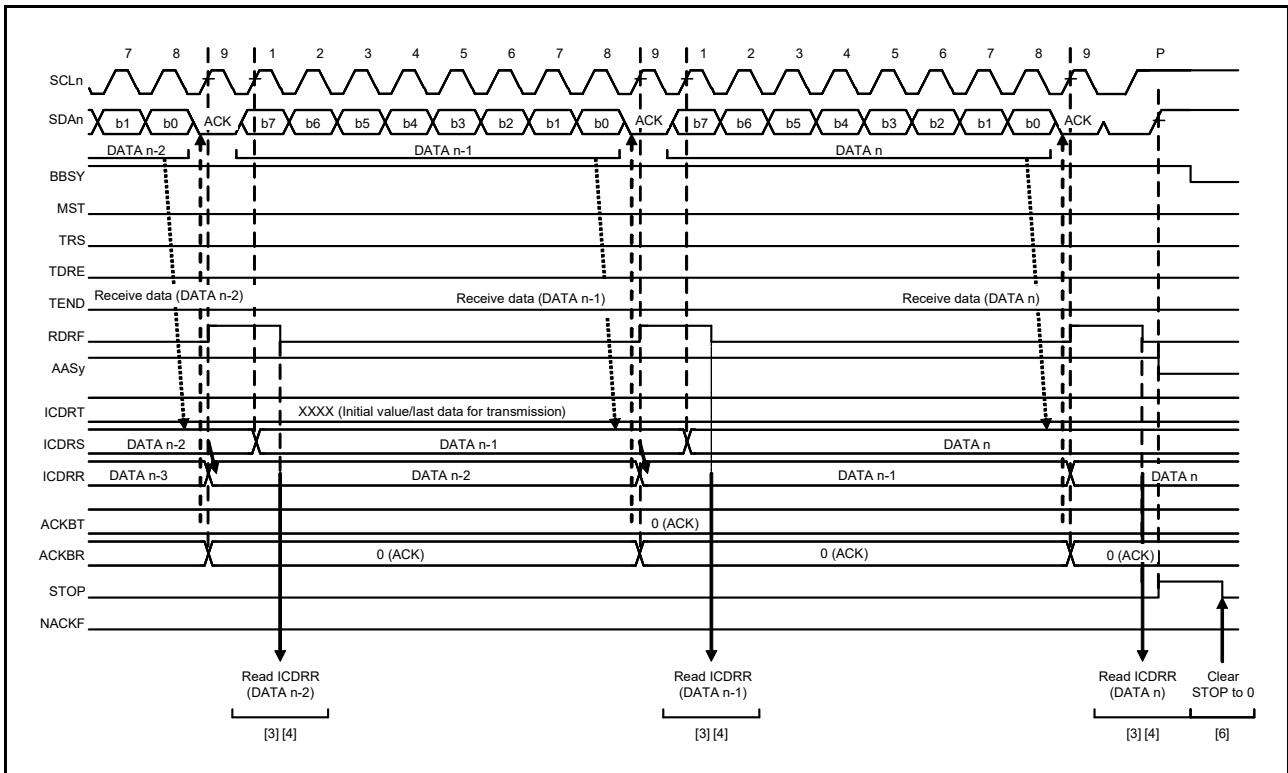 7 8 9 1 2 3 4 5 6 7 8 9 1 2 3 4 5 6 7 8 9 P
SCLn
SDAn b1 b0 ACK b7 b6 b5 b4 b3 b2 b1 b0 ACK b7 b6 b5 b4 b3 b2 b1 b0 ACK
DATA n-2 DATA n-1 DATA n
BBSY
MST
TRS
TDRE
Receive data (DATA n-2) Receive data (DATA n-1) Receive data (DATA n)
TEND
RDRF
AASy
ICDRT XXXX (Initial value/last data for transmission)
ICDRS DATA n-2 DATA n-1 DATA n
ICDRR DATA n-3 DATA n-2 DATA n-1 DATA n
ACKBT 0 (ACK)
ACKBR 0 (ACK) 0 (ACK) 0 (ACK)
STOP
NACKF
Read ICDRR Read ICDRR Read ICDRR Clear
(DATA n-2) (DATA n-1) (DATA n) STOP to 0
[3] [4] [3] [4] [3] [4] [6]